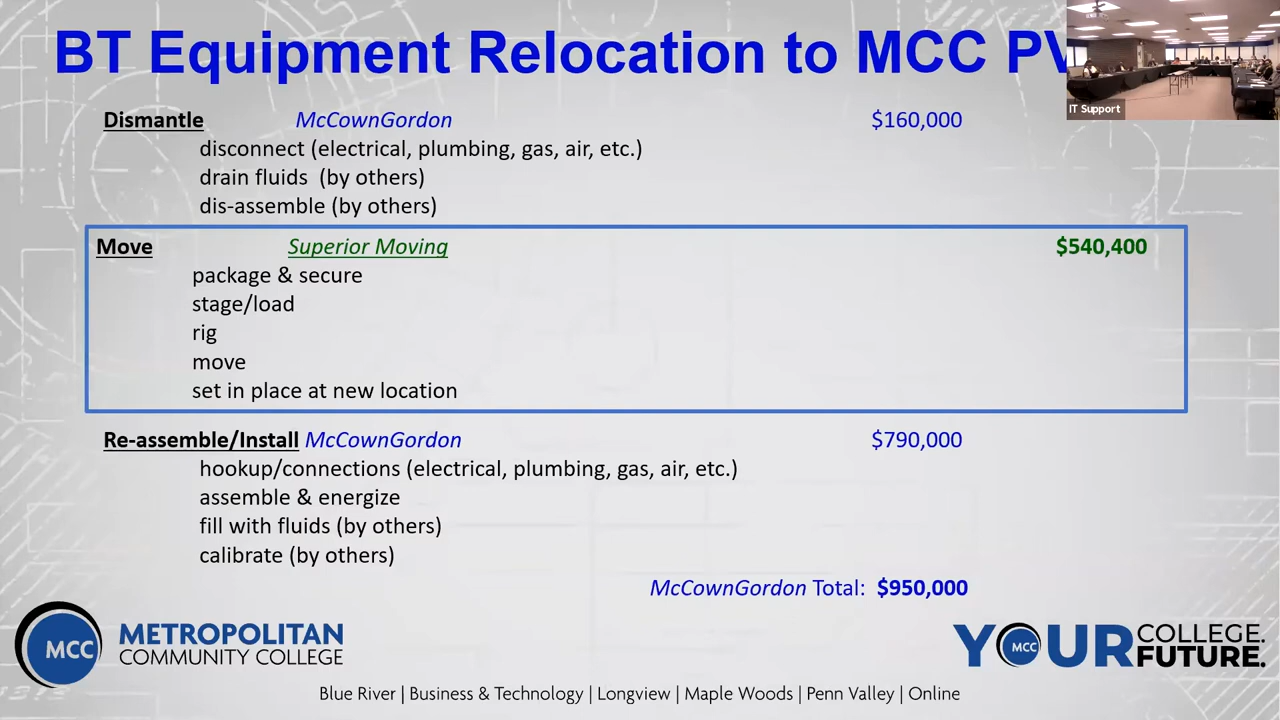 BT Equipment Relocation to MCC PV
IT Support
Dismantle McCownGordon $160,000
disconnect (electrical, plumbing, gas, air, etc.)
drain fluids (by others)
dis-assemble (by others)
Move Superior Moving $540,400
package & secure
stage/load
rig
move
set in place at new location
Re-assemble/Install McCownGordon $790,000
hookup/connections (electrical, plumbing, gas, air, etc.)
assemble & energize
fill with fluids (by others)
calibrate (by others)
McCownGordon Total: $950,000
MCC METROPOLITAN
COMMUNITY COLLEGE
YOUR COLLEGE.
FUTURE.
MCC
Blue River | Business & Technology | Longview | Maple Woods | Penn Valley | Online